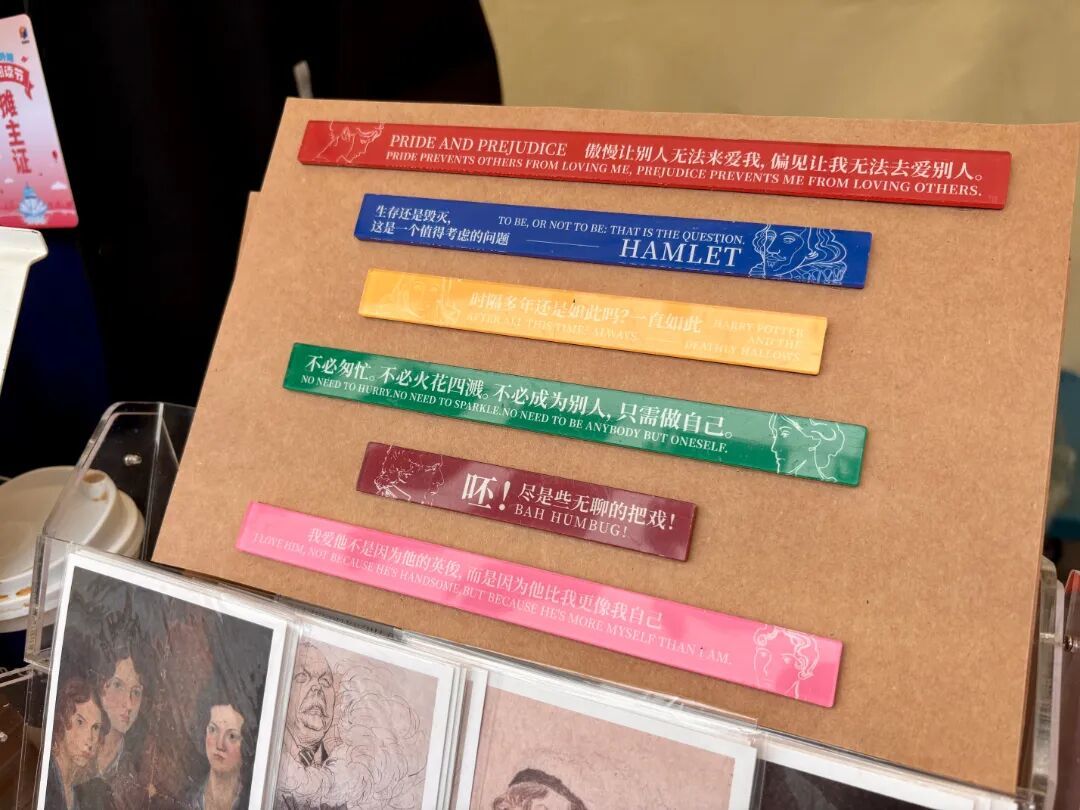 阅读节
摊主证
PRIDE AND PREJUDICE 傲慢让别人无法来爱我，偏见让我无法去爱别人。
PRIDE PREVENTS OTHERS FROM LOVING ME, PREJUDICE PREVENTS ME FROM LOVING OTHERS.
生存还是毁灭，
这是一个值得考虑的问题
TO BE, OR NOT TO BE: THAT IS THE QUESTION.
HAMLET
时隔多年还是如此吗？一直如此
AFTER ALL THIS TIME? ALWAYS
HARRY POTTER
AND THE
DEATHLY HALLOWS
不必匆忙。不必火花四溅。不必成为别人，只需做自己。
NO NEED TO HURRY.NO NEED TO SPARKLE.NO NEED TO BE ANYBODY BUT ONESELF.
呸！尽是些无聊的把戏！
BAH HUMBUG!
我爱他不是因为他的英俊，而是因为他比我更像我自己
I LOVE HIM, NOT BECAUSE HE'S HANDSOME,BUT BECAUSE HE'S MORE MYSELF THAN I AM.